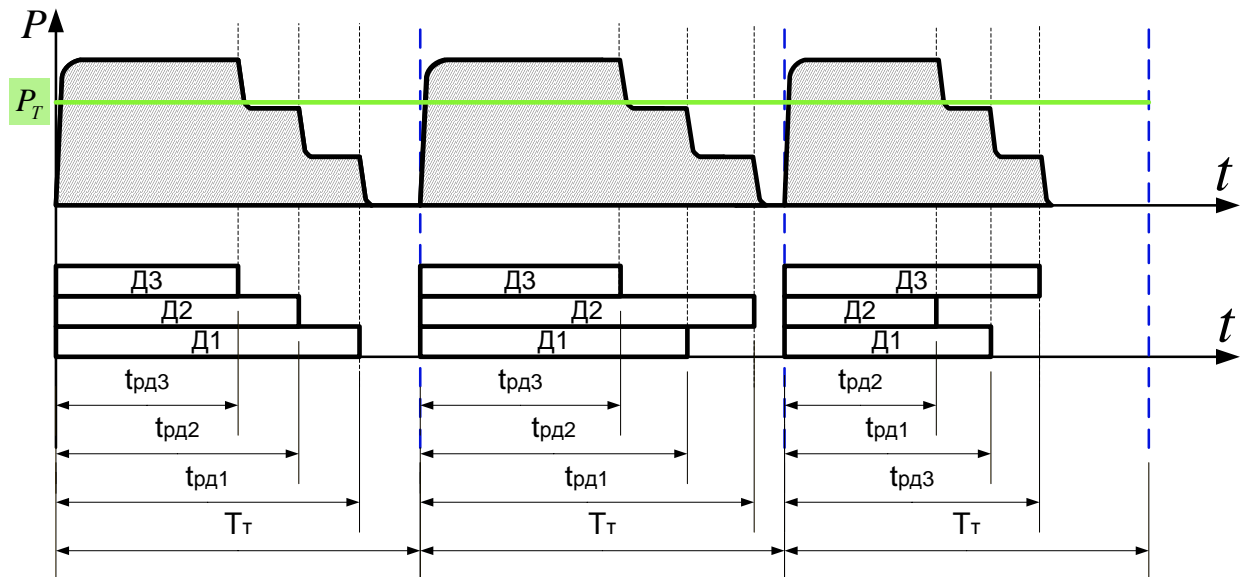 P
P_T
t
Д3 Д3 Д3
Д2 Д2 Д2
Д1 Д1 Д1
t
tрд3 tрд3 tрд2
tрд2 tрд2 tрд1
tрд1 tрд1 tрд3
Tт Tт Tт